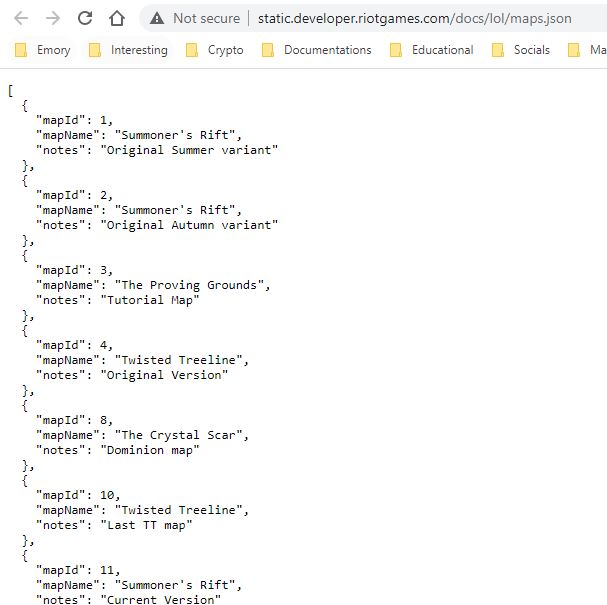 Not secure | static.developer.riotgames.com/docs/lol/maps.json
Emory Internship Crypto Documentations Educational Socials Ma
[
  {
    "mapId": 1,
    "mapName": "Summoner's Rift",
    "notes": "Original Summer variant"
  },
  {
    "mapId": 2,
    "mapName": "Summoner's Rift",
    "notes": "Original Autumn variant"
  },
  {
    "mapId": 3,
    "mapName": "The Proving Grounds",
    "notes": "Tutorial Map"
  },
  {
    "mapId": 4,
    "mapName": "Twisted Treeline",
    "notes": "Original Version"
  },
  {
    "mapId": 8,
    "mapName": "The Crystal Scar",
    "notes": "Dominion map"
  },
  {
    "mapId": 10,
    "mapName": "Twisted Treeline",
    "notes": "Last TT map"
  },
  {
    "mapId": 11,
    "mapName": "Summoner's Rift",
    "notes": "Current Version"